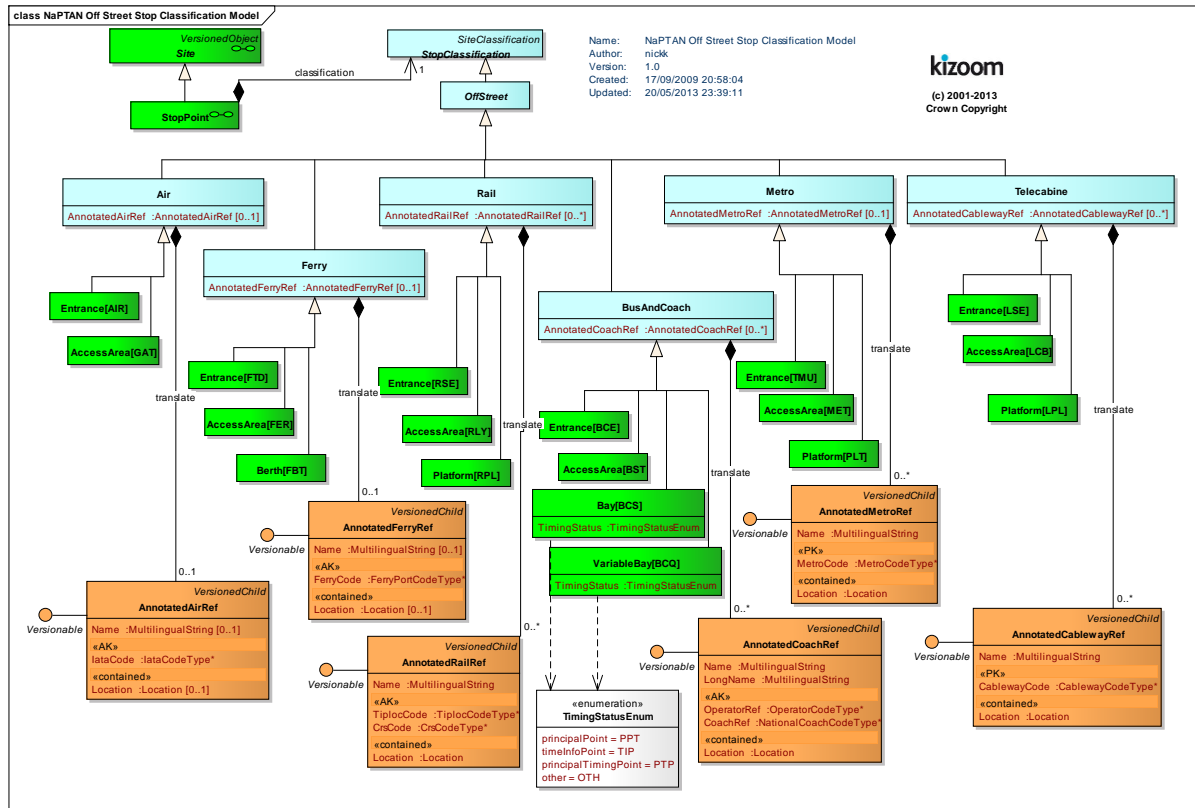 class NaPTAN Off Street Stop Classification Model
VersionedObject
Site
StopPoint
classification
1
SiteClassification
StopClassification
OffStreet
Name: NaPTAN Off Street Stop Classification Model
Author: nickk
Version: 1.0
Created: 17/09/2009 20:58:04
Updated: 20/05/2013 23:39:11
kizoom
(c) 2001-2013
Crown Copyright
Air
AnnotatedAirRef :AnnotatedAirRef [0..1]
Rail
AnnotatedRailRef :AnnotatedRailRef [0..*]
Metro
AnnotatedMetroRef :AnnotatedMetroRef [0..1]
Telecabine
AnnotatedCablewayRef :AnnotatedCablewayRef [0..*]
Ferry
AnnotatedFerryRef :AnnotatedFerryRef [0..1]
BusAndCoach
AnnotatedCoachRef :AnnotatedCoachRef [0..*]
Entrance[AIR]
AccessArea[GAT]
translate
0..1
Entrance[FTD]
AccessArea[FER]
Berth[FBT]
translate
0..1
Entrance[RSE]
AccessArea[RLY]
Platform[RPL]
translate
0..*
Entrance[BCE]
AccessArea[BST]
Bay[BCS]
TimingStatus :TimingStatusEnum
VariableBay[BCQ]
TimingStatus :TimingStatusEnum
translate
0..*
Entrance[TMU]
AccessArea[MET]
Platform[PLT]
translate
0..*
Entrance[LSE]
AccessArea[LCB]
Platform[LPL]
translate
0..*
Versionable
VersionedChild
AnnotatedAirRef
Name :MultilingualString [0..1]
«AK»
IataCode :IataCodeType*
«contained»
Location :Location [0..1]
Versionable
VersionedChild
AnnotatedFerryRef
Name :MultilingualString [0..1]
«AK»
FerryCode :FerryPortCodeType*
«contained»
Location :Location [0..1]
Versionable
VersionedChild
AnnotatedRailRef
Name :MultilingualString
«AK»
TiplocCode :TiplocCodeType*
CrsCode :CrsCodeType*
«contained»
Location :Location
«enumeration»
TimingStatusEnum
principalPoint = PPT
timeInfoPoint = TIP
principalTimingPoint = PTP
other = OTH
Versionable
VersionedChild
AnnotatedCoachRef
Name :MultilingualString
LongName :MultilingualString
«AK»
OperatorRef :OperatorCodeType*
CoachRef :NationalCoachCodeType*
«contained»
Location :Location
Versionable
VersionedChild
AnnotatedMetroRef
Name :MultilingualString
«PK»
MetroCode :MetroCodeType*
«contained»
Location :Location
Versionable
VersionedChild
AnnotatedCablewayRef
Name :MultilingualString
«PK»
CablewayCode :CablewayCodeType*
«contained»
Location :Location